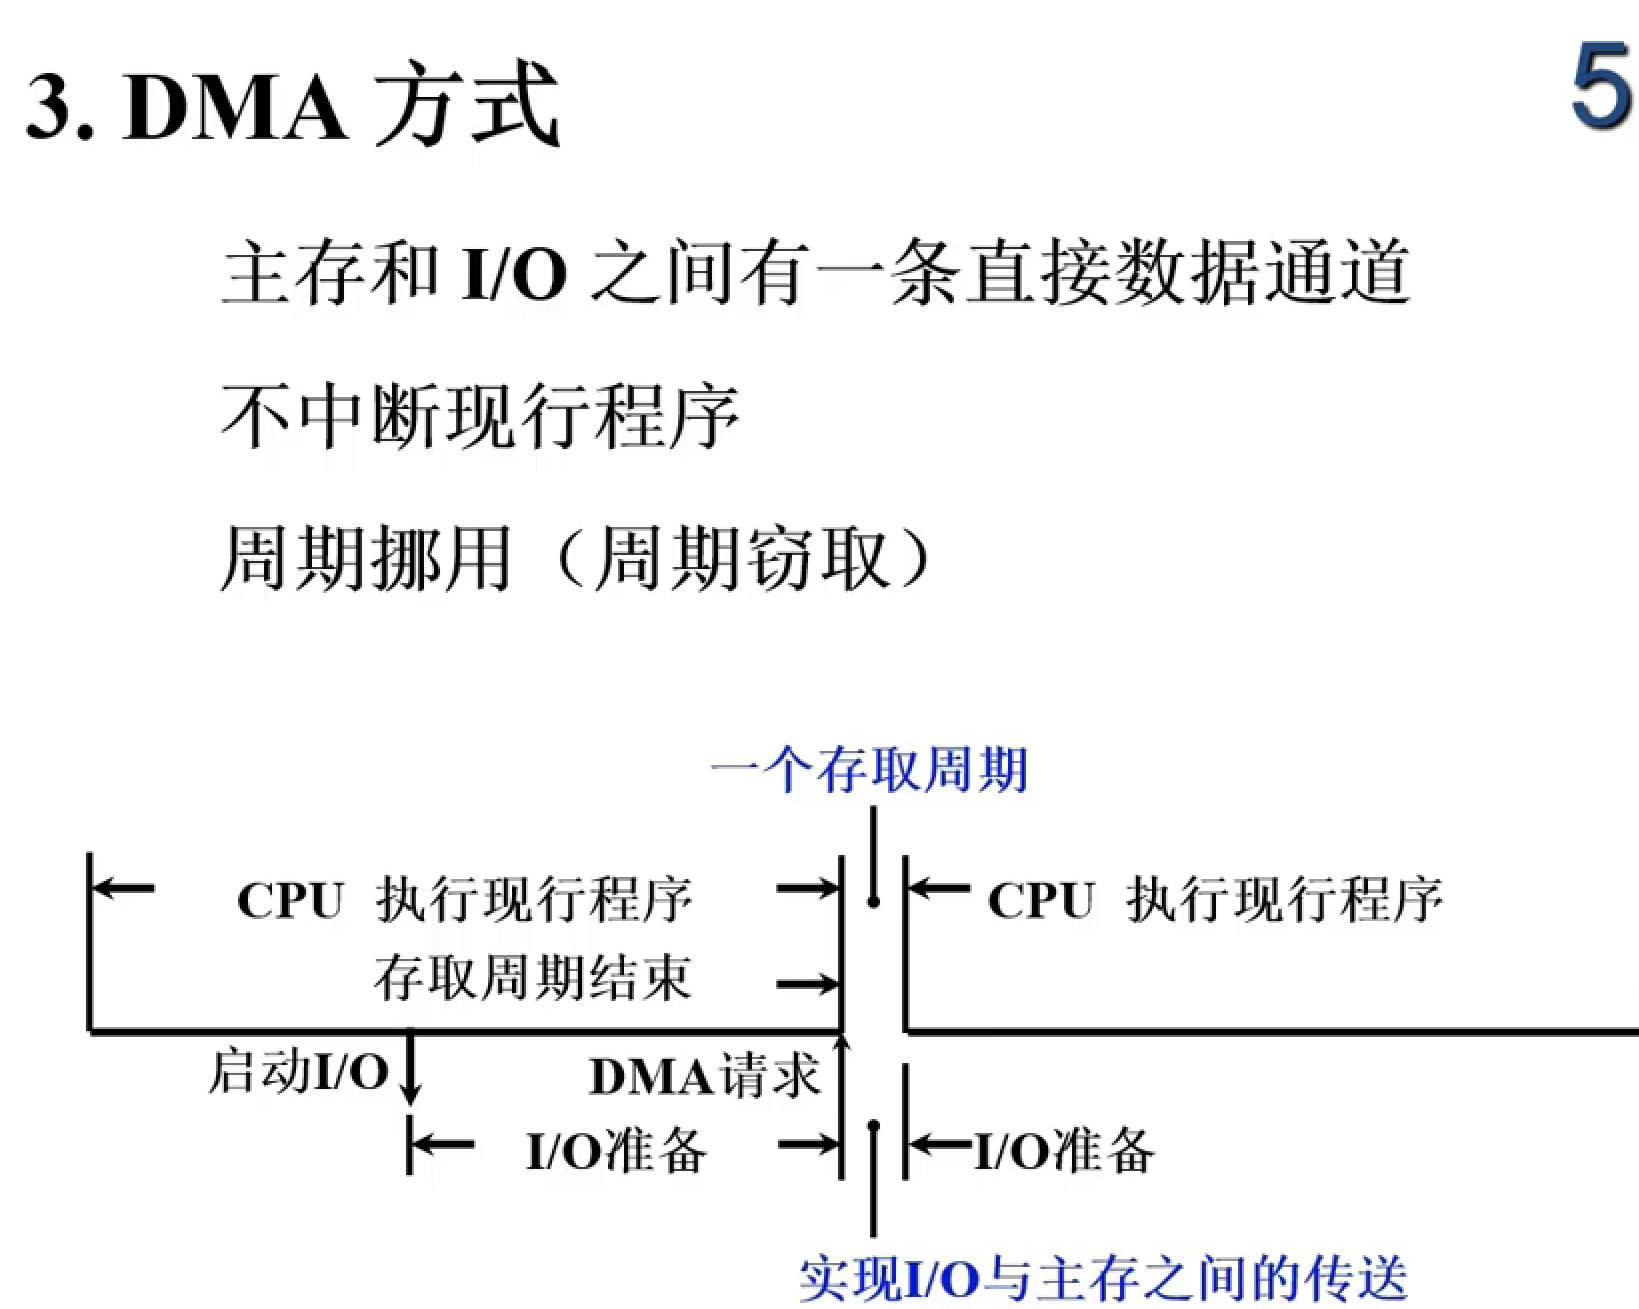 3. DMA 方式
5
主存和 I/O 之间有一条直接数据通道
不中断现行程序
周期挪用（周期窃取）
一个存取周期
CPU 执行现行程序
CPU 执行现行程序
存取周期结束
启动I/O
DMA请求
I/O准备
I/O准备
实现I/O与主存之间的传送